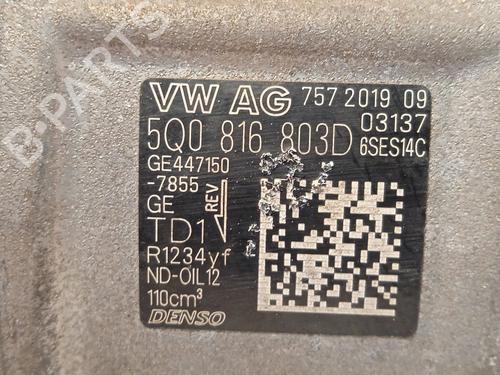 VW AG 757 2019 09
03137
5Q0 816 803D 6SES14C
GE447150
-7855
GE REV
TD1
R1234yf
ND-OIL12
110cm³
DENSO
B-PARTS